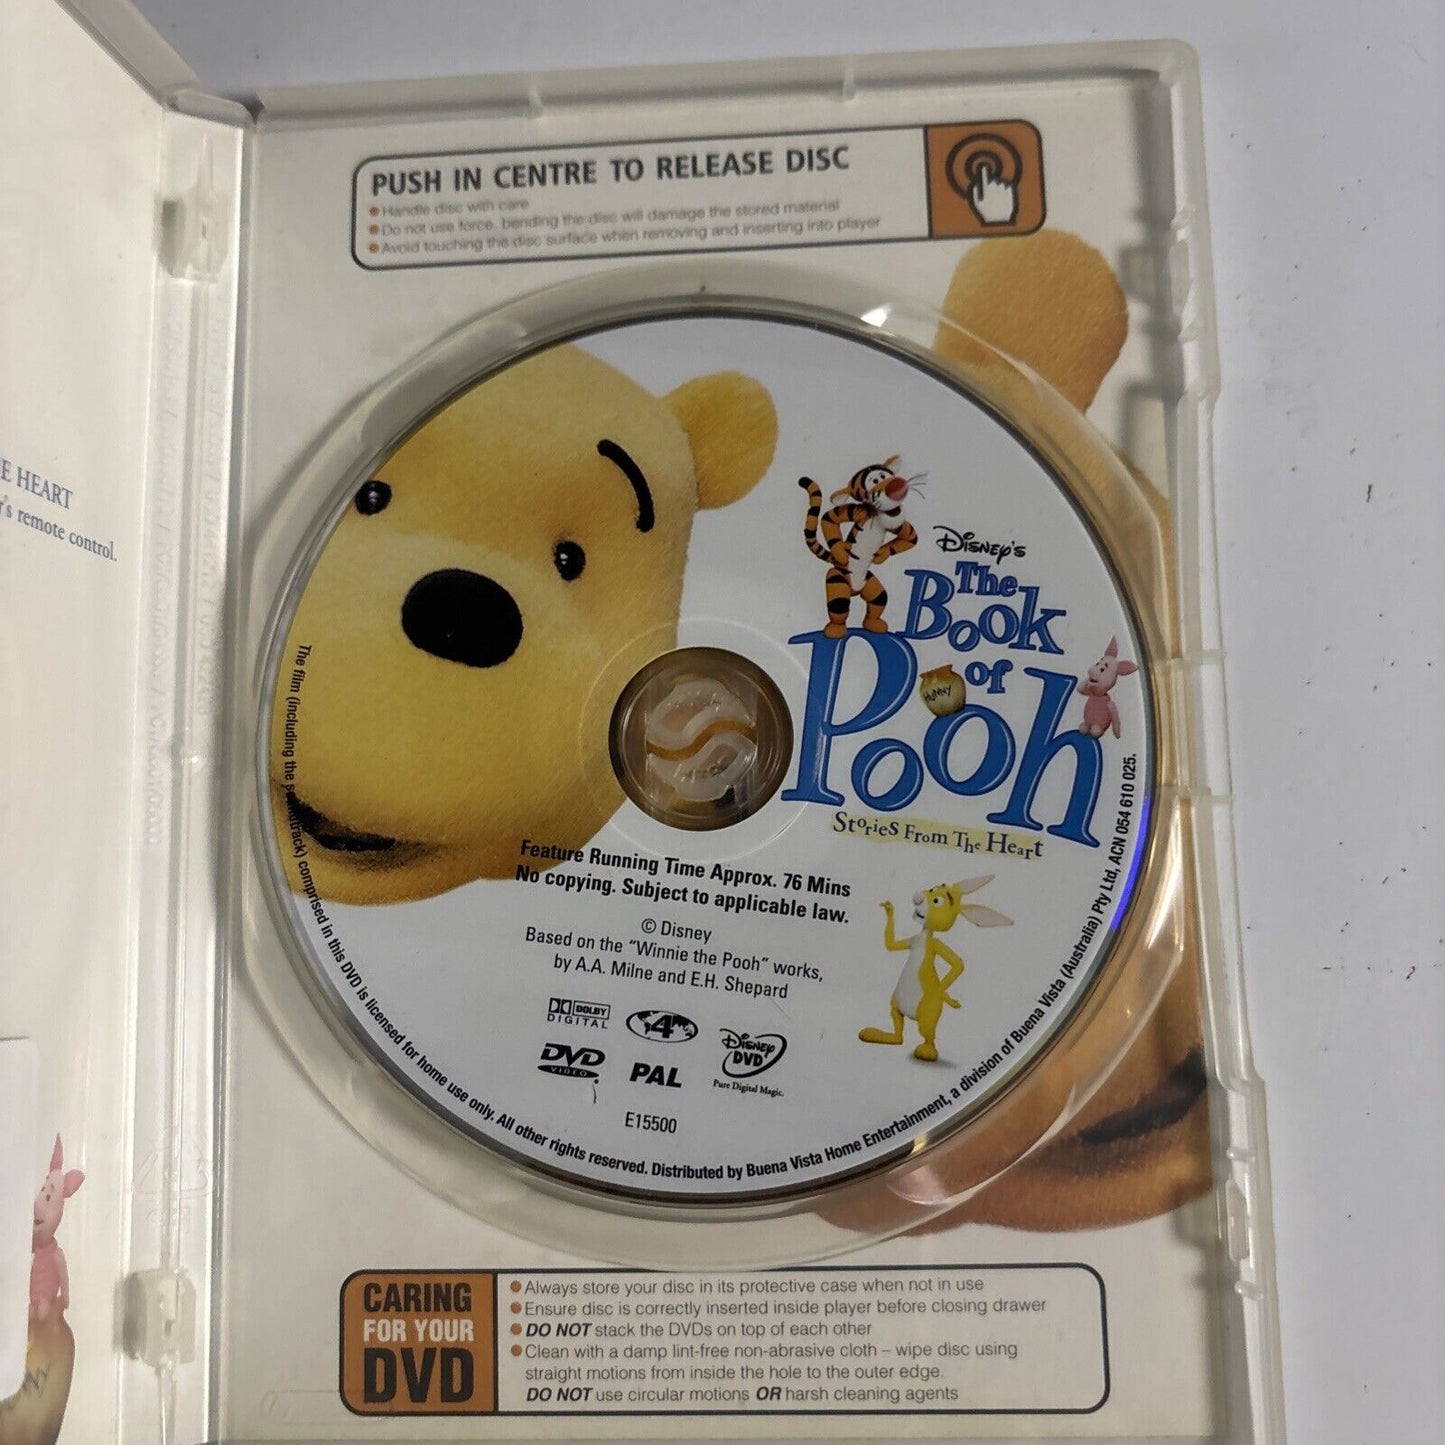 E HEART
r's remote control.
PUSH IN CENTRE TO RELEASE DISC
Handle disc with care
Do not use force, bending the disc will damage the stored material
Avoid touching the disc surface when removing and inserting into player
Disney's
The
Book
of
Pooh
HUNNY
Stories From The Heart
Feature Running Time Approx. 76 Mins
No copying. Subject to applicable law.
© Disney
Based on the "Winnie the Pooh" works,
by A.A. Milne and E.H. Shepard
DOLBY
DIGITAL
4
Disney
DVD
Pure Digital Magic.
DVD
VIDEO
PAL
E15500
The film (including the soundtrack) comprised in this DVD is licensed for home use only. All other rights reserved. Distributed by Buena Vista Home Entertainment, a division of Buena Vista (Australia) Pty Ltd, ACN 054 610 025.
CARING
FOR YOUR
DVD
Always store your disc in its protective case when not in use
Ensure disc is correctly inserted inside player before closing drawer
DO NOT stack the DVDs on top of each other
Clean with a damp lint-free non-abrasive cloth – wipe disc using
straight motions from inside the hole to the outer edge.
DO NOT use circular motions OR harsh cleaning agents